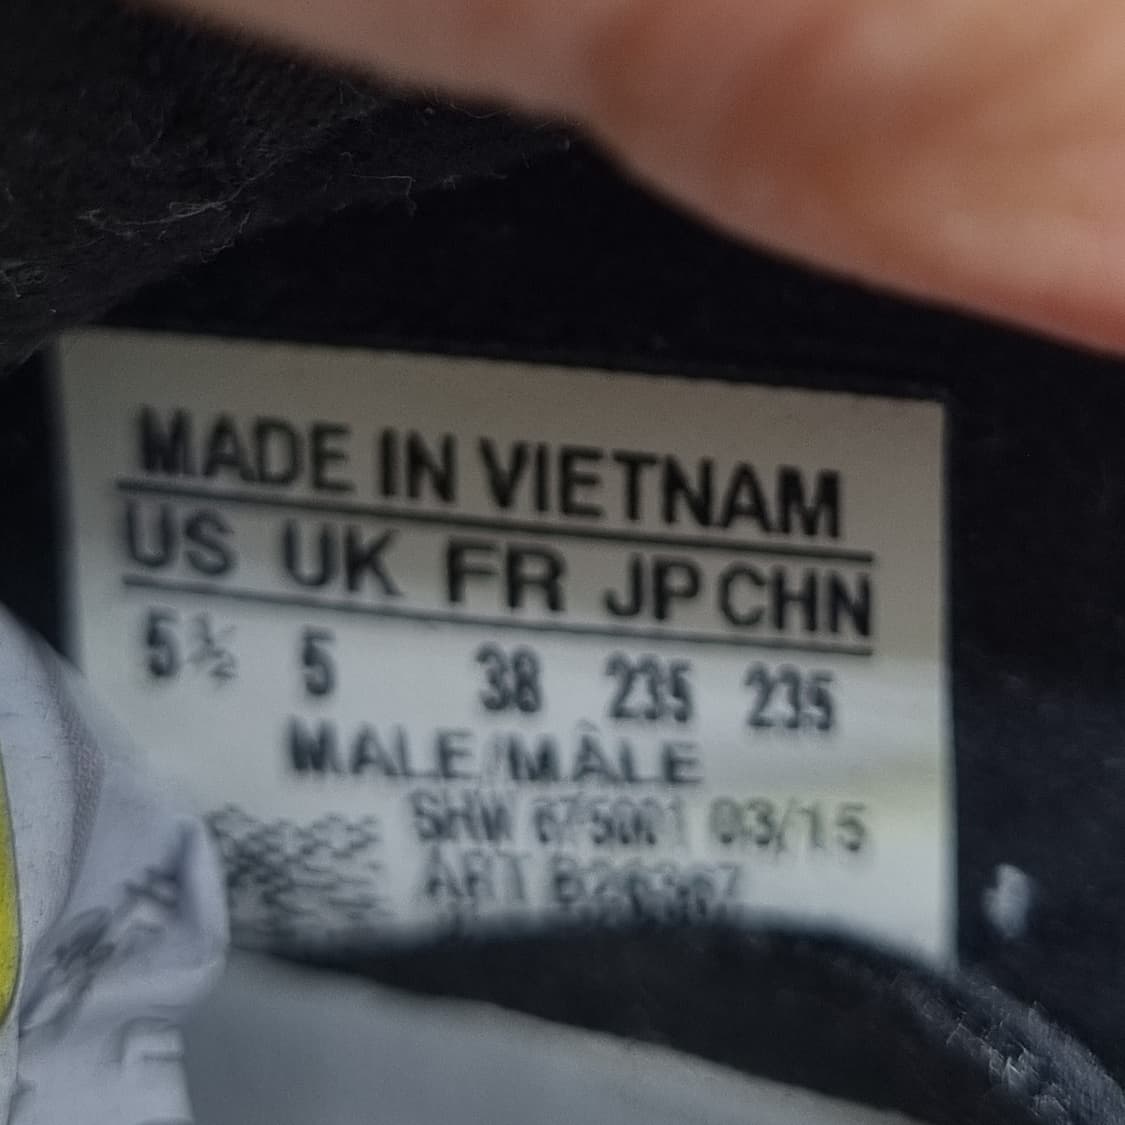 MADE IN VIETNAM
US UK FR JP CHN
5½ 5 38 235 235
MALE/MÂLE
SHW 675001 03/15
ART